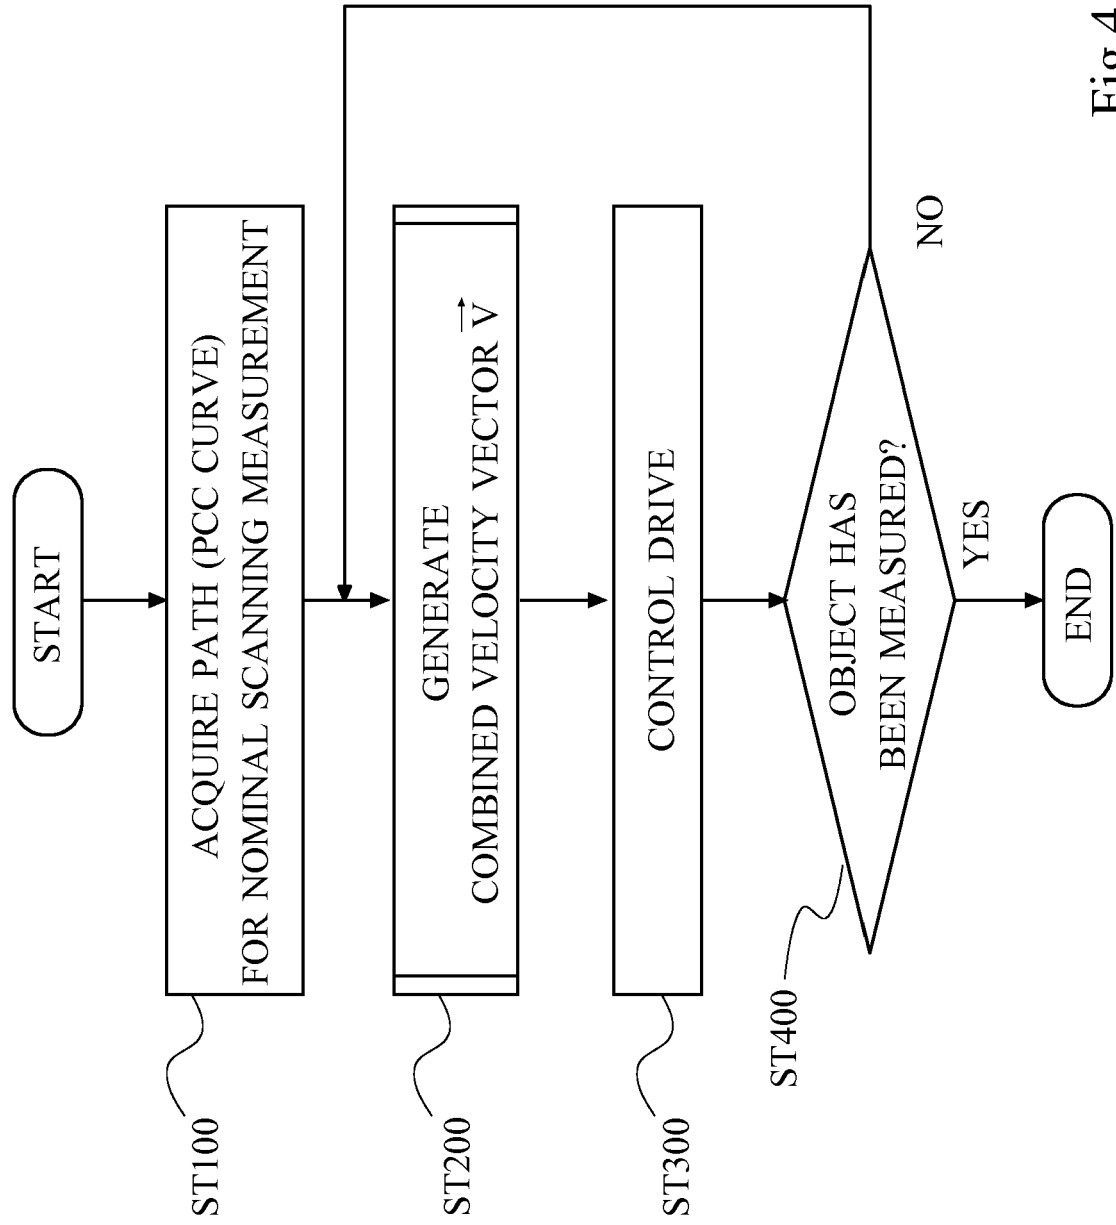 START
ST100
ACQUIRE PATH (PCC CURVE)
FOR NOMINAL SCANNING MEASUREMENT
ST200
GENERATE
COMBINED VELOCITY VECTOR V⃗
ST300
CONTROL DRIVE
ST400
OBJECT HAS
BEEN MEASURED?
NO
YES
END
Fig.4